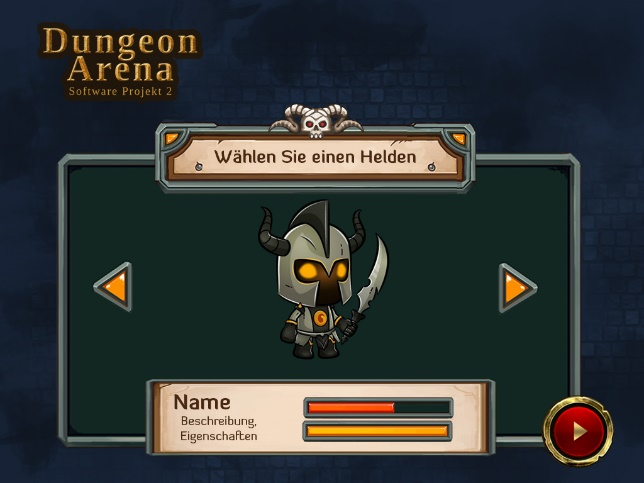 Dungeon
Arena
Software Projekt 2
Wählen Sie einen Helden
Name
Beschreibung,
Eigenschaften